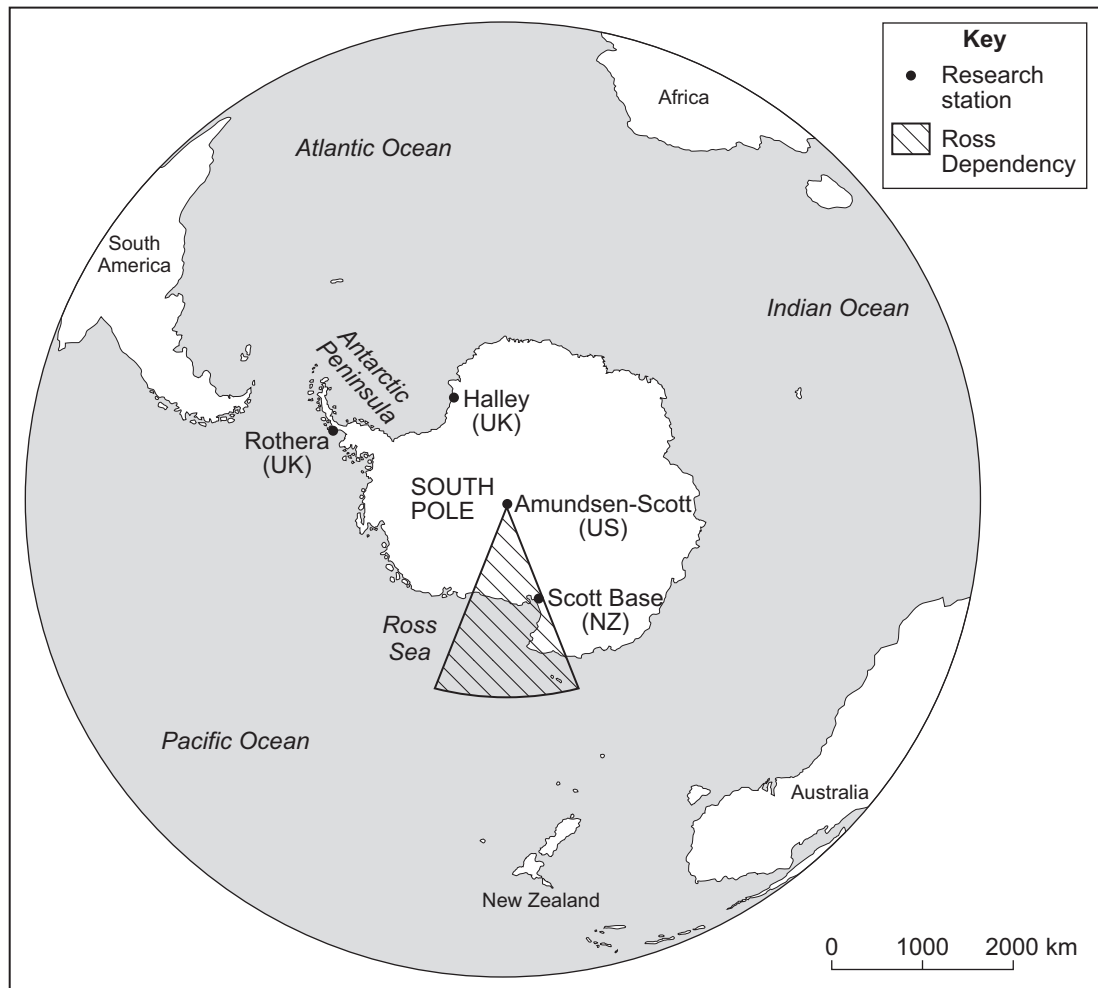 Key
Research
station
Ross
Dependency
Africa
Atlantic Ocean
South
America
Indian Ocean
Antarctic
Peninsula
Halley
(UK)
Rothera
(UK)
SOUTH
POLE
Amundsen-Scott
(US)
Scott Base
(NZ)
Ross
Sea
Pacific Ocean
Australia
New Zealand
0 1000 2000 km